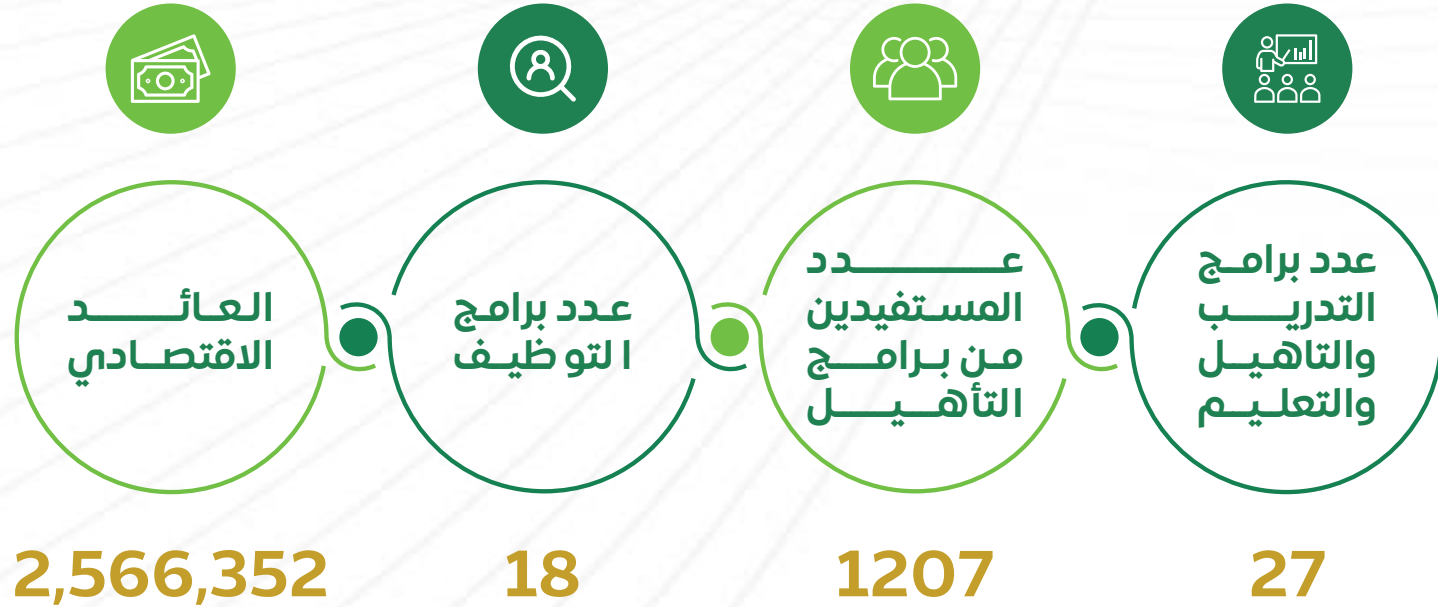 عدد برامج
التدريب
والتاهيل
والتعليم
27
عدد
المستفيدين
من برامج
التأهيل
1207
عدد برامج
التوظيف
18
العائد
الاقتصادي
2,566,352